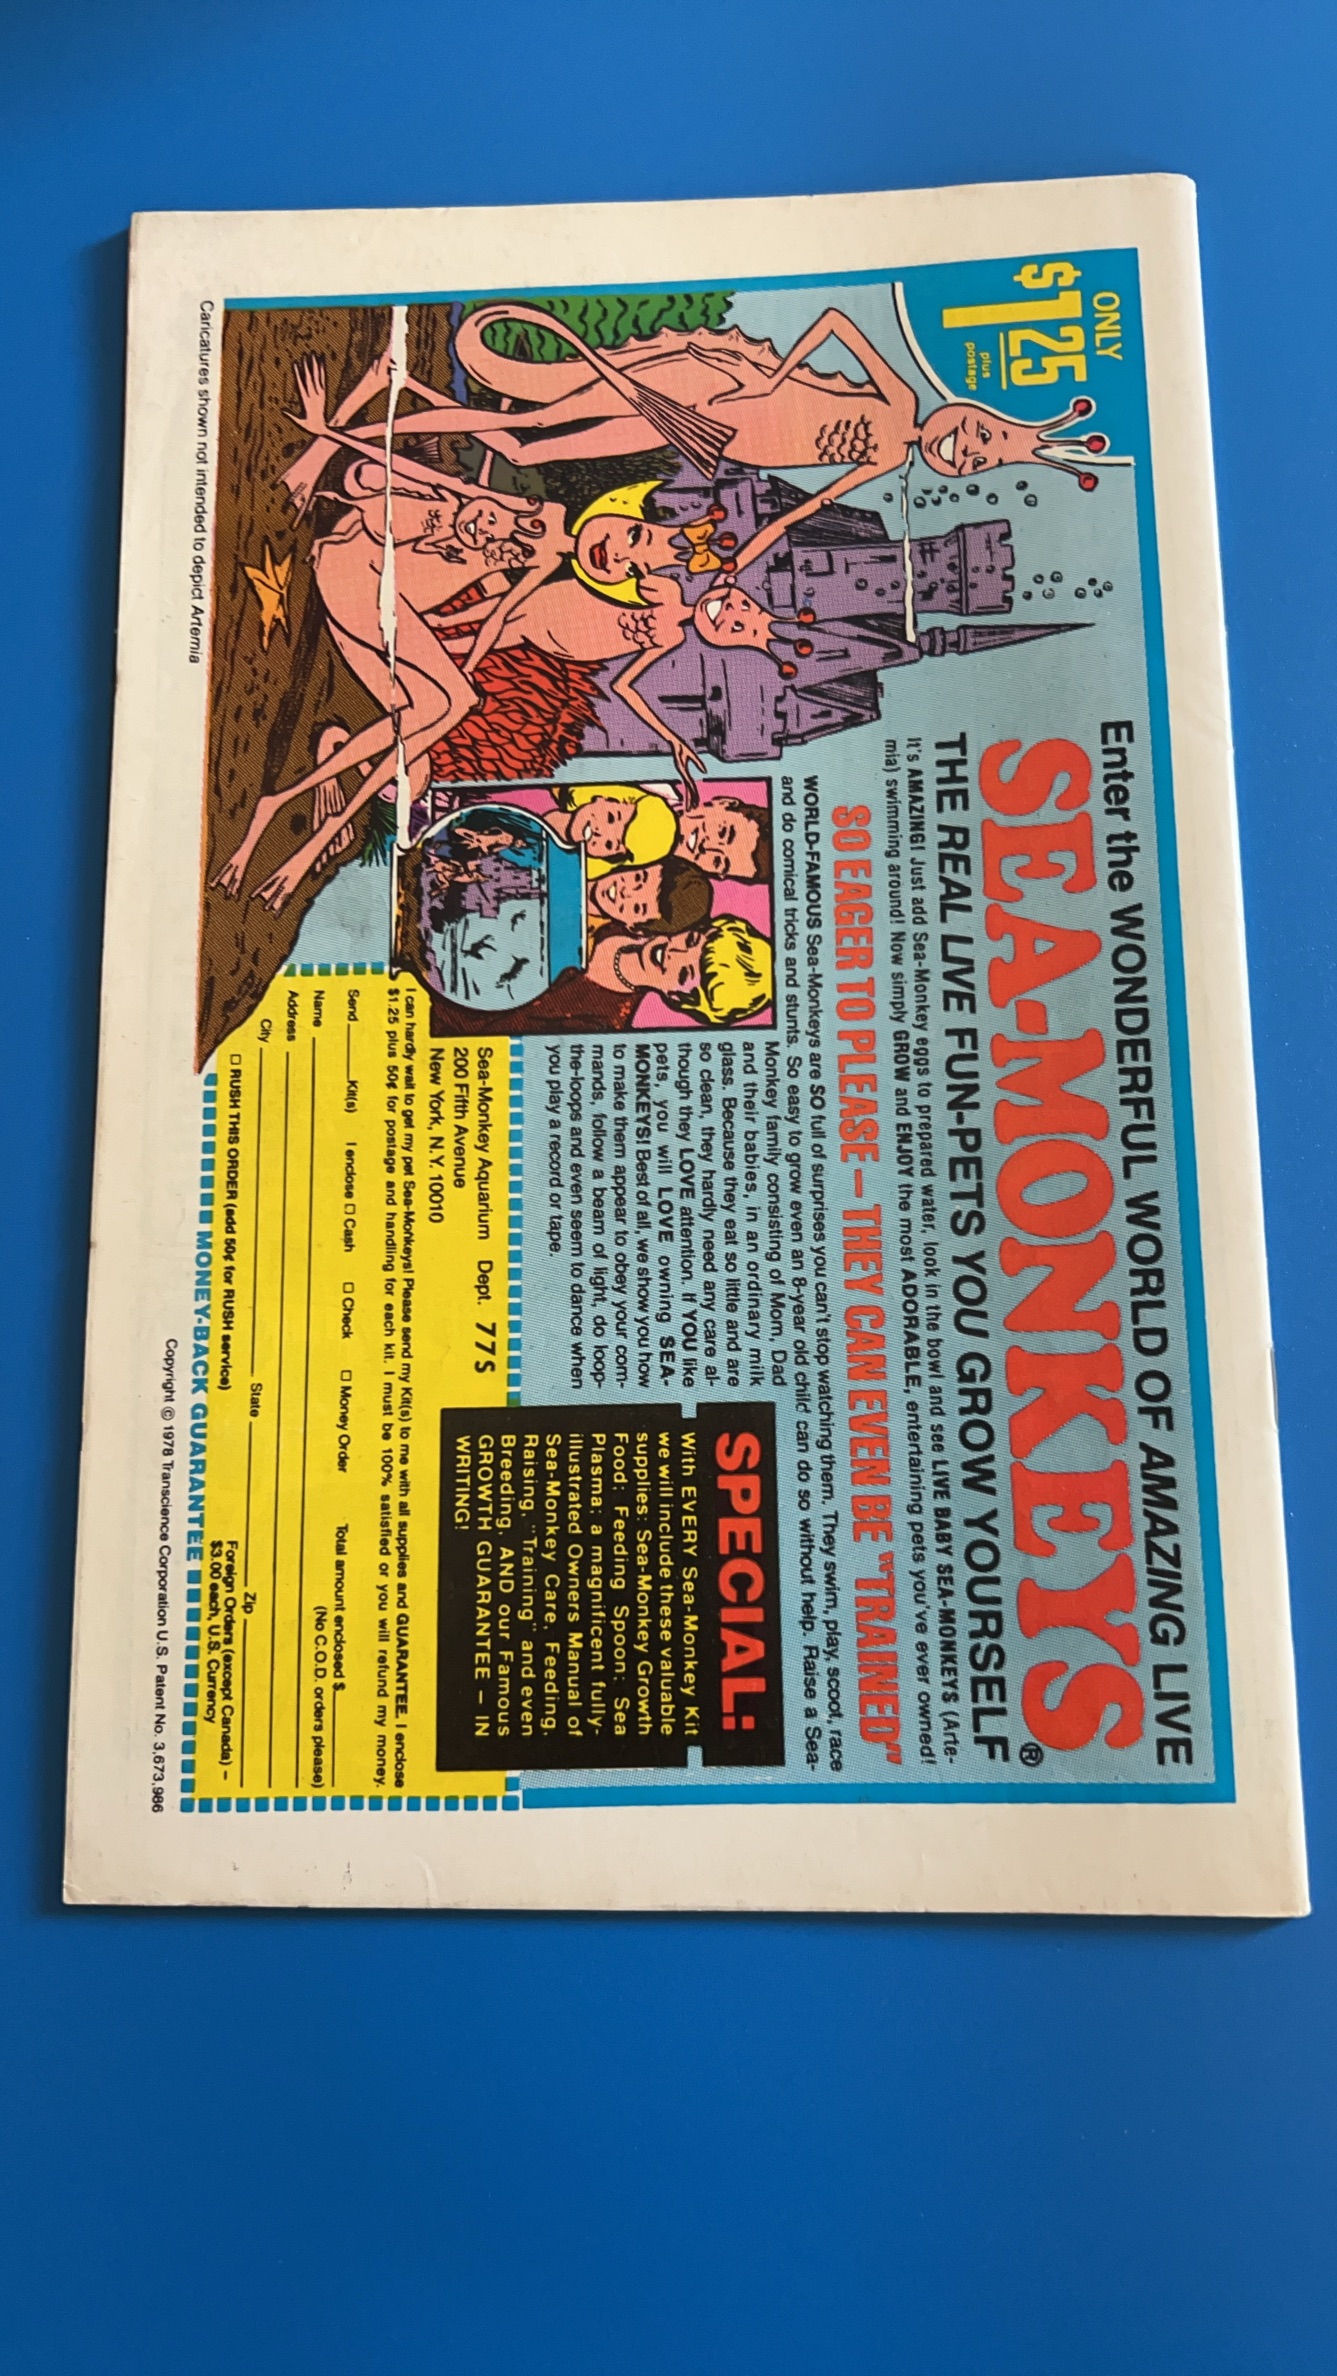 ONLY
$1.25
plus
postage
Enter the WONDERFUL WORLD OF AMAZING LIVE
SEA-MONKEYS®
THE REAL LIVE FUN-PETS YOU GROW YOURSELF
It's AMAZING! Just add Sea-Monkey eggs to prepared water, look in the bowl and see LIVE BABY SEA-MONKEYS (Arte-
mia) swimming around! Now simply GROW and ENJOY the most ADORABLE, entertaining pets you've ever owned!
SO EAGER TO PLEASE — THEY CAN EVEN BE "TRAINED"
WORLD-FAMOUS Sea-Monkeys are SO full of surprises you can't stop watching them. They swim, play, scoot, race
and do comical tricks and stunts. So easy to grow even an 8-year old child can do so without help. Raise a Sea-
Monkey family consisting of Mom, Dad
and their babies, in an ordinary milk
glass. Because they eat so little and are
so clean, they hardly need any care al-
though they LOVE attention. If YOU like
pets, you will LOVE owning SEA-
MONKEYS! Best of all, we show you how
to make them appear to obey your com-
mands, follow a beam of light, do loop-
the-loops and even seem to dance when
you play a record or tape.
SPECIAL:
With EVERY Sea-Monkey Kit
we will include these valuable
supplies: Sea-Monkey Growth
Food; Feeding Spoon; Sea
Plasma; a magnificent fully-
illustrated Owners Manual of
Sea-Monkey Care, Feeding,
Raising, "Training" and even
Breeding, AND our Famous
GROWTH GUARANTEE — IN
WRITING!
Sea-Monkey Aquarium Dept. 77S
200 Fifth Avenue
New York, N.Y. 10010
I can hardly wait to get my pet Sea-Monkeys! Please send my Kit(s) to me with all supplies and GUARANTEE. I enclose
$1.25 plus 50¢ for postage and handling for each kit. I must be 100% satisfied or you will refund my money.
Send Kit(s) I enclose Cash Check Money Order Total amount enclosed $
(No C.O.D. orders please)
Name
Address
City State Zip
RUSH THIS ORDER (add 50¢ for RUSH service)
Foreign Orders (except Canada) —
$3.00 each, U.S. Currency
MONEY-BACK GUARANTEE
Caricatures shown not intended to depict Artemia
Copyright © 1978 Transcience Corporation U.S. Patent No. 3,673,986